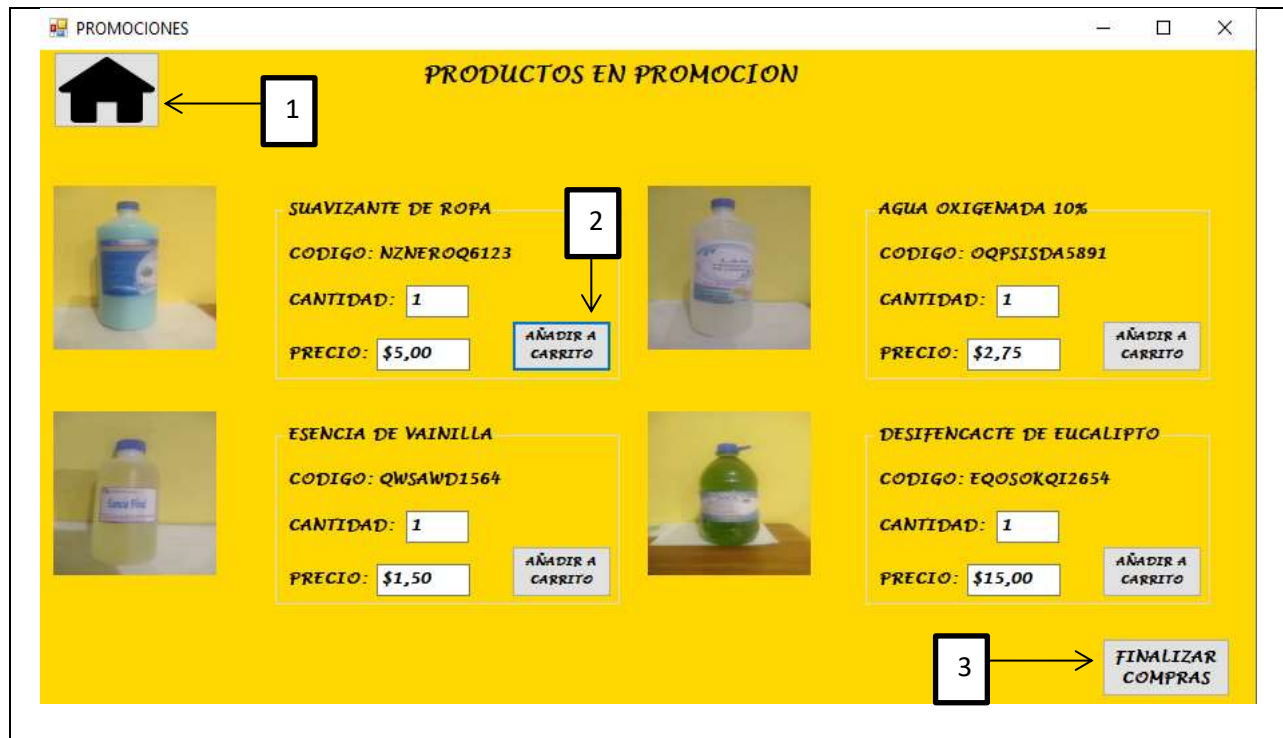 PROMOCIONES
PRODUCTOS EN PROMOCION
1
SUAVIZANTE DE ROPA
CODIGO: NZNEROQ6123
CANTIDAD: 1
PRECIO: $5,00
AÑADIR A
CARRITO
2
AGUA OXIGENADA 10%
CODIGO: OQPSISDA5891
CANTIDAD: 1
PRECIO: $2,75
AÑADIR A
CARRITO
ESENCIA DE VAINILLA
CODIGO: QWSAWD1564
CANTIDAD: 1
PRECIO: $1,50
AÑADIR A
CARRITO
DESIFENCACTE DE EUCALIPTO
CODIGO: EQOSOKQI2654
CANTIDAD: 1
PRECIO: $15,00
AÑADIR A
CARRITO
3
FINALIZAR
COMPRAS